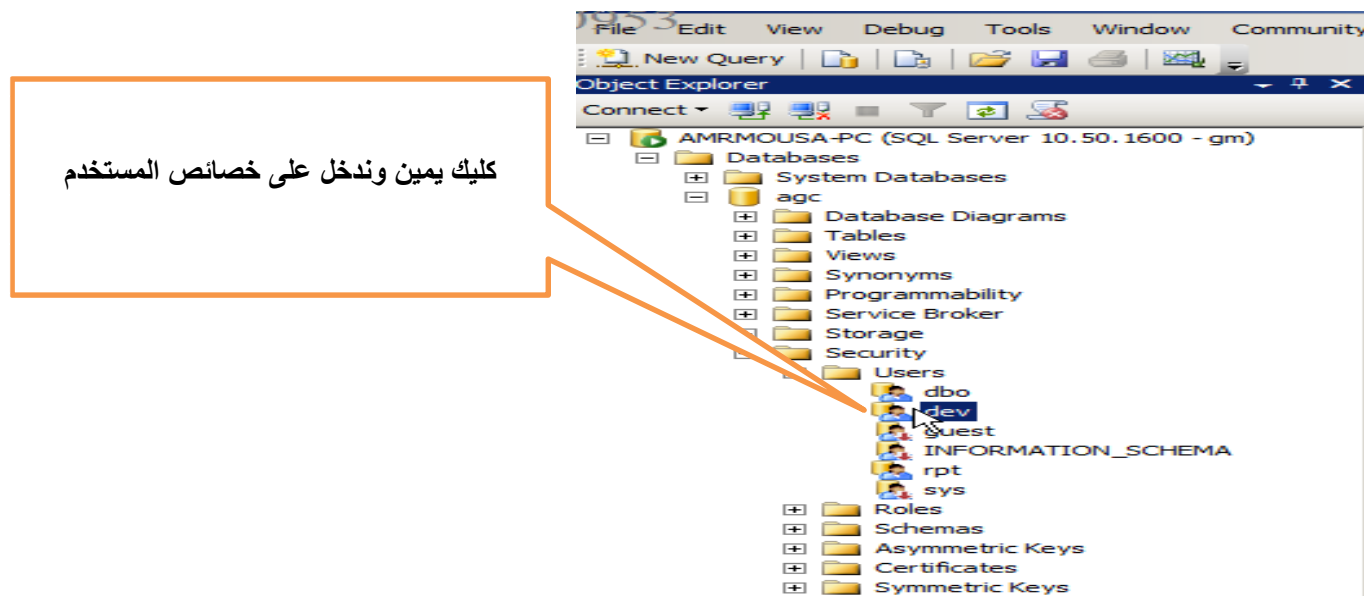 0953
File Edit View Debug Tools Window Community
New Query
Object Explorer
Connect
كليك يمين وندخل على خصائص المستخدم
AMRMOUSA-PC (SQL Server 10.50.1600 - gm)
Databases
System Databases
agc
Database Diagrams
Tables
Views
Synonyms
Programmability
Service Broker
Storage
Security
Users
dbo
dev
guest
INFORMATION_SCHEMA
rpt
sys
Roles
Schemas
Asymmetric Keys
Certificates
Symmetric Keys